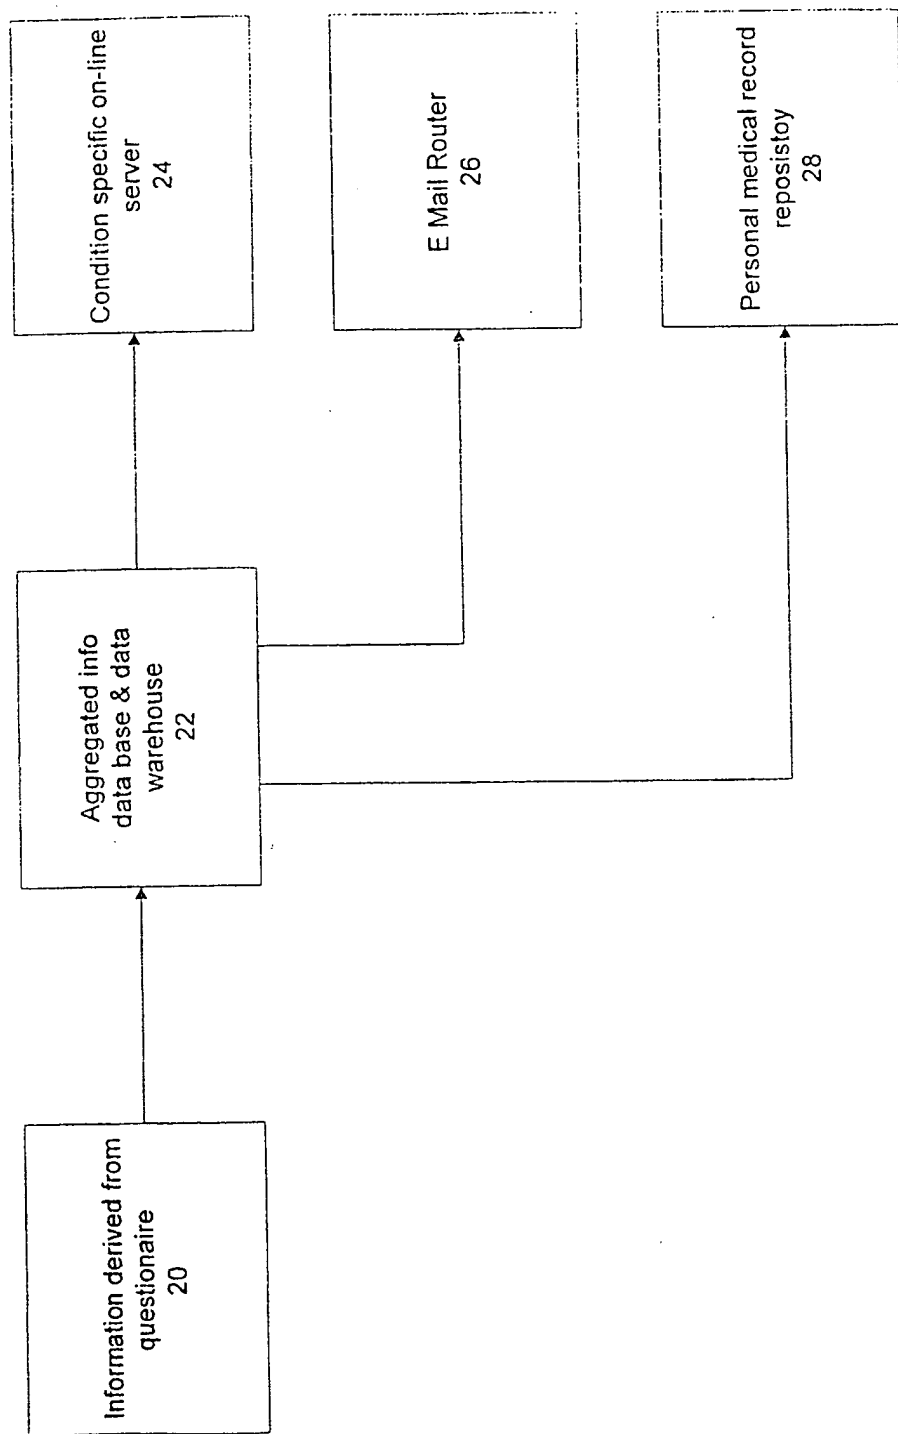 Information derived from
questionaire
20
Aggregated info
data base & data
warehouse
22
Condition specific on-line
server
24
E Mail Router
26
Personal medical record
reposistoy
28